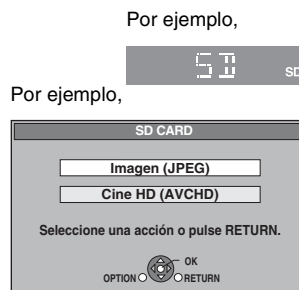 Por ejemplo,
SD SD
Por ejemplo,
SD CARD
Imagen (JPEG)
Cine HD (AVCHD)
Seleccione una acción o pulse RETURN.
OK
OPTION RETURN